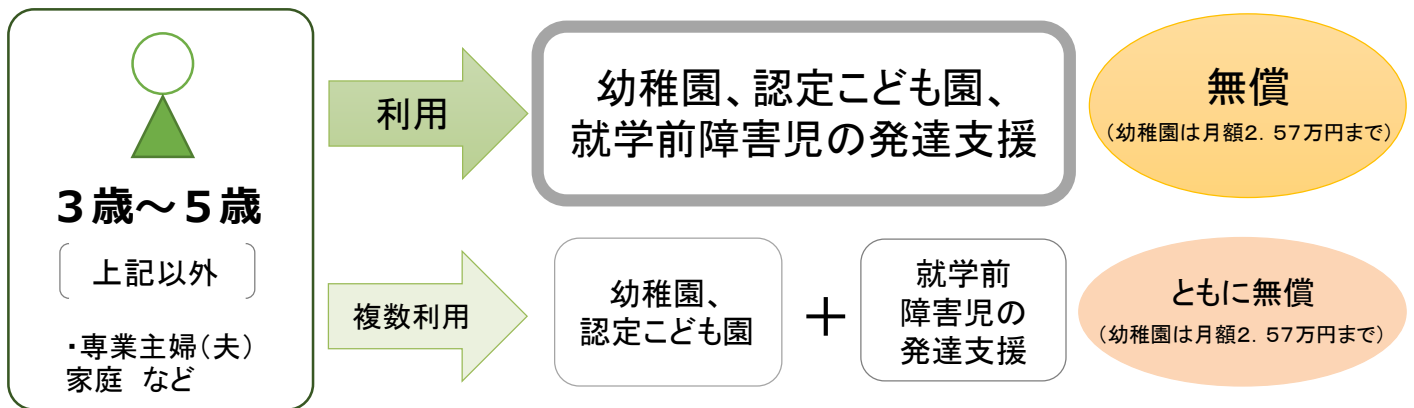 3歳～5歳
上記以外
・専業主婦(夫)
家庭 など
利用
幼稚園、認定こども園、
就学前障害児の発達支援
無償
(幼稚園は月額2．57万円まで)
複数利用
幼稚園、
認定こども園
＋
就学前
障害児の
発達支援
ともに無償
(幼稚園は月額2．57万円まで)